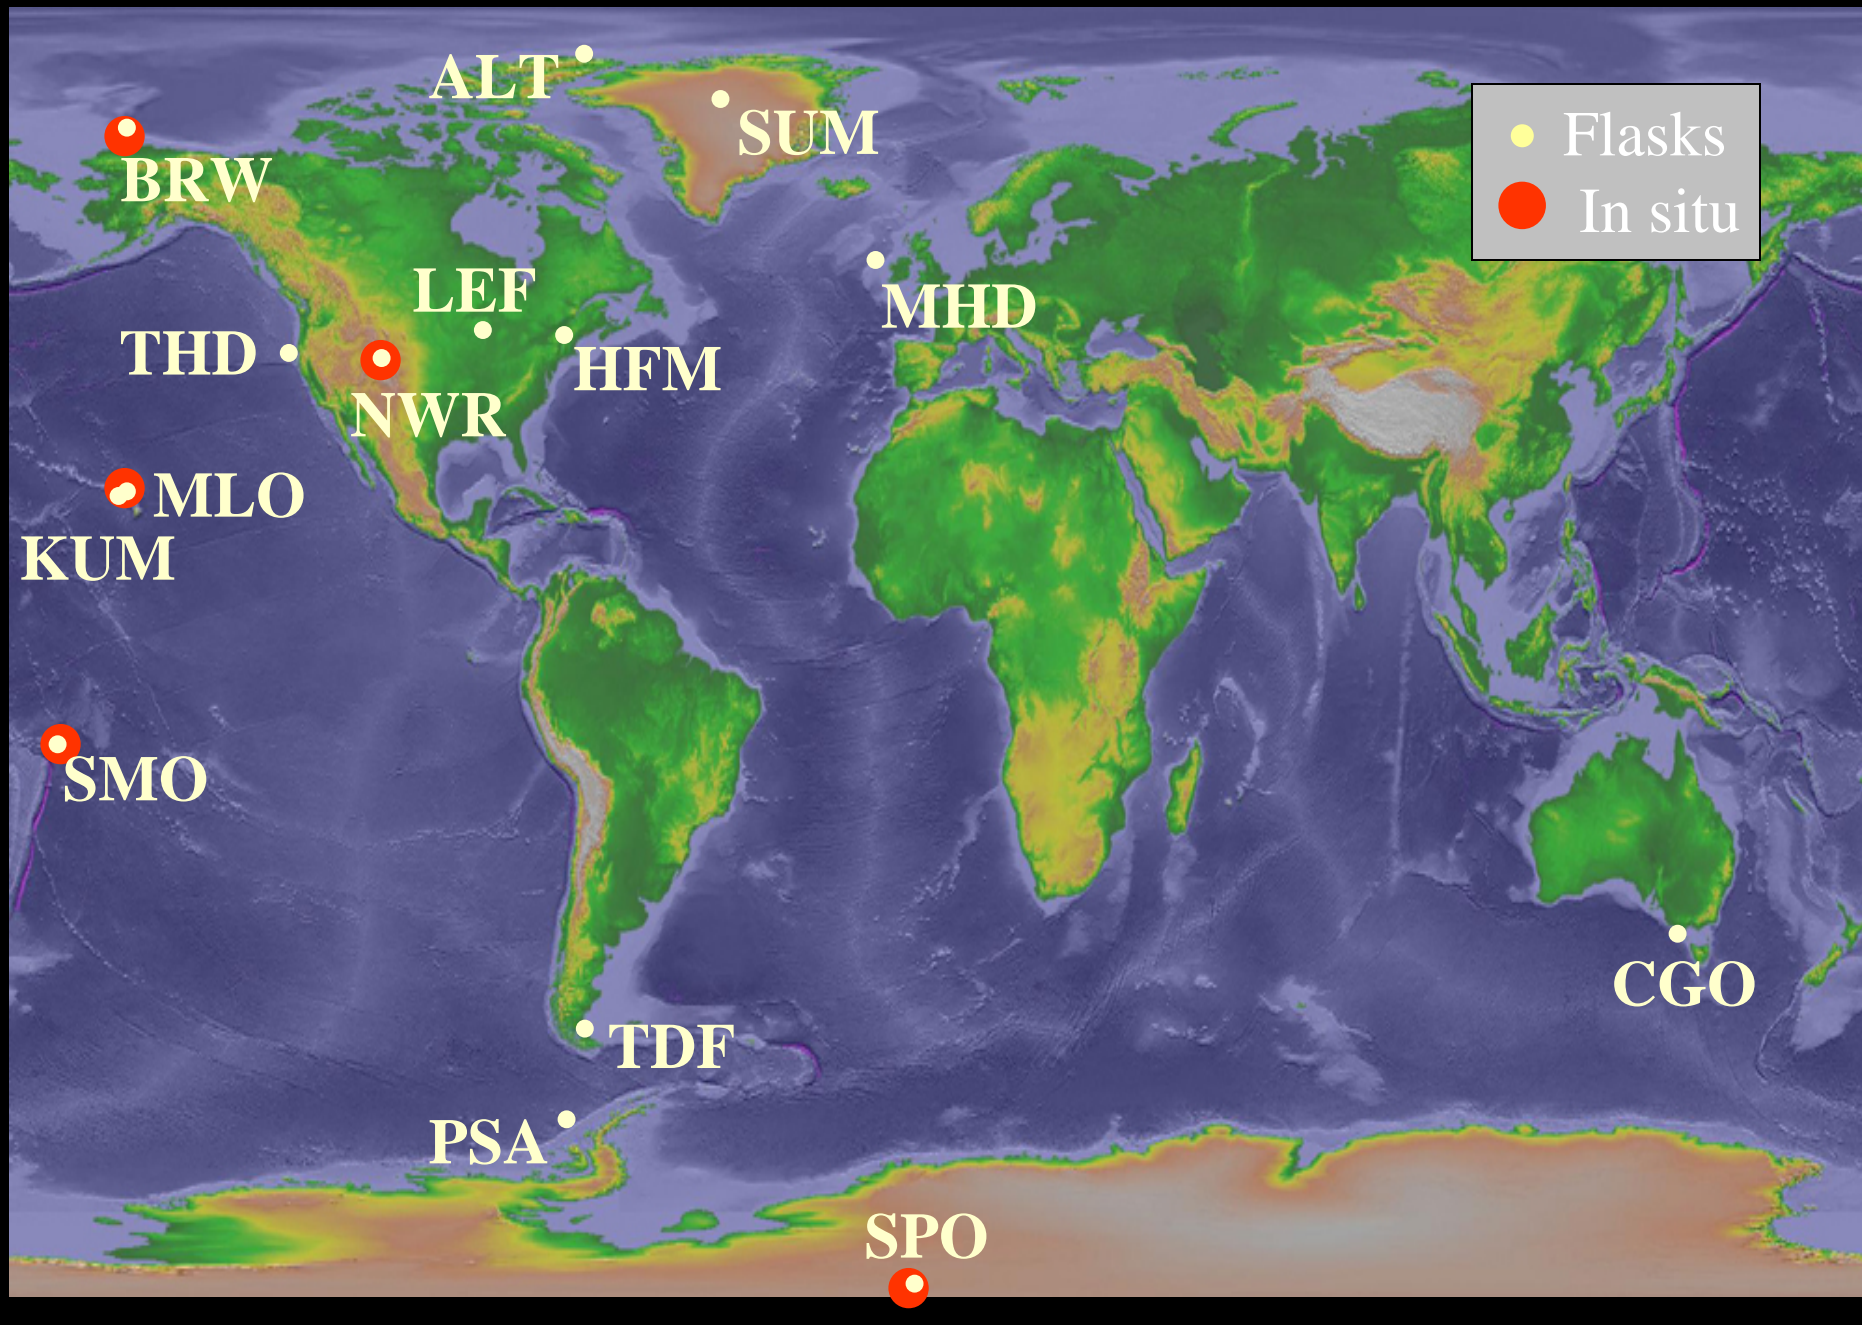 ALT
SUM
Flasks
In situ
BRW
LEF
MHD
THD
HFM
NWR
MLO
KUM
SMO
CGO
TDF
PSA
SPO